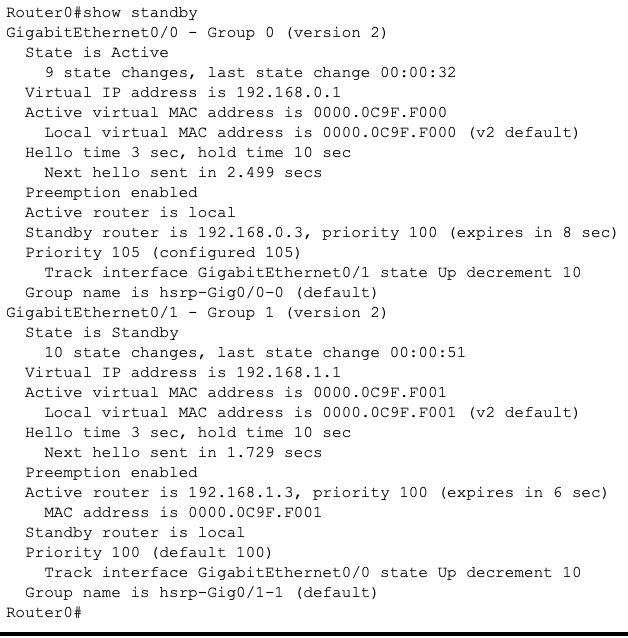 Router0#show standby
GigabitEthernet0/0 - Group 0 (version 2)
  State is Active
    9 state changes, last state change 00:00:32
  Virtual IP address is 192.168.0.1
  Active virtual MAC address is 0000.0C9F.F000
    Local virtual MAC address is 0000.0C9F.F000 (v2 default)
  Hello time 3 sec, hold time 10 sec
    Next hello sent in 2.499 secs
  Preemption enabled
  Active router is local
  Standby router is 192.168.0.3, priority 100 (expires in 8 sec)
  Priority 105 (configured 105)
    Track interface GigabitEthernet0/1 state Up decrement 10
  Group name is hsrp-Gig0/0-0 (default)
GigabitEthernet0/1 - Group 1 (version 2)
  State is Standby
    10 state changes, last state change 00:00:51
  Virtual IP address is 192.168.1.1
  Active virtual MAC address is 0000.0C9F.F001
    Local virtual MAC address is 0000.0C9F.F001 (v2 default)
  Hello time 3 sec, hold time 10 sec
    Next hello sent in 1.729 secs
  Preemption enabled
  Active router is 192.168.1.3, priority 100 (expires in 6 sec)
    MAC address is 0000.0C9F.F001
  Standby router is local
  Priority 100 (default 100)
    Track interface GigabitEthernet0/0 state Up decrement 10
  Group name is hsrp-Gig0/1-1 (default)
Router0#